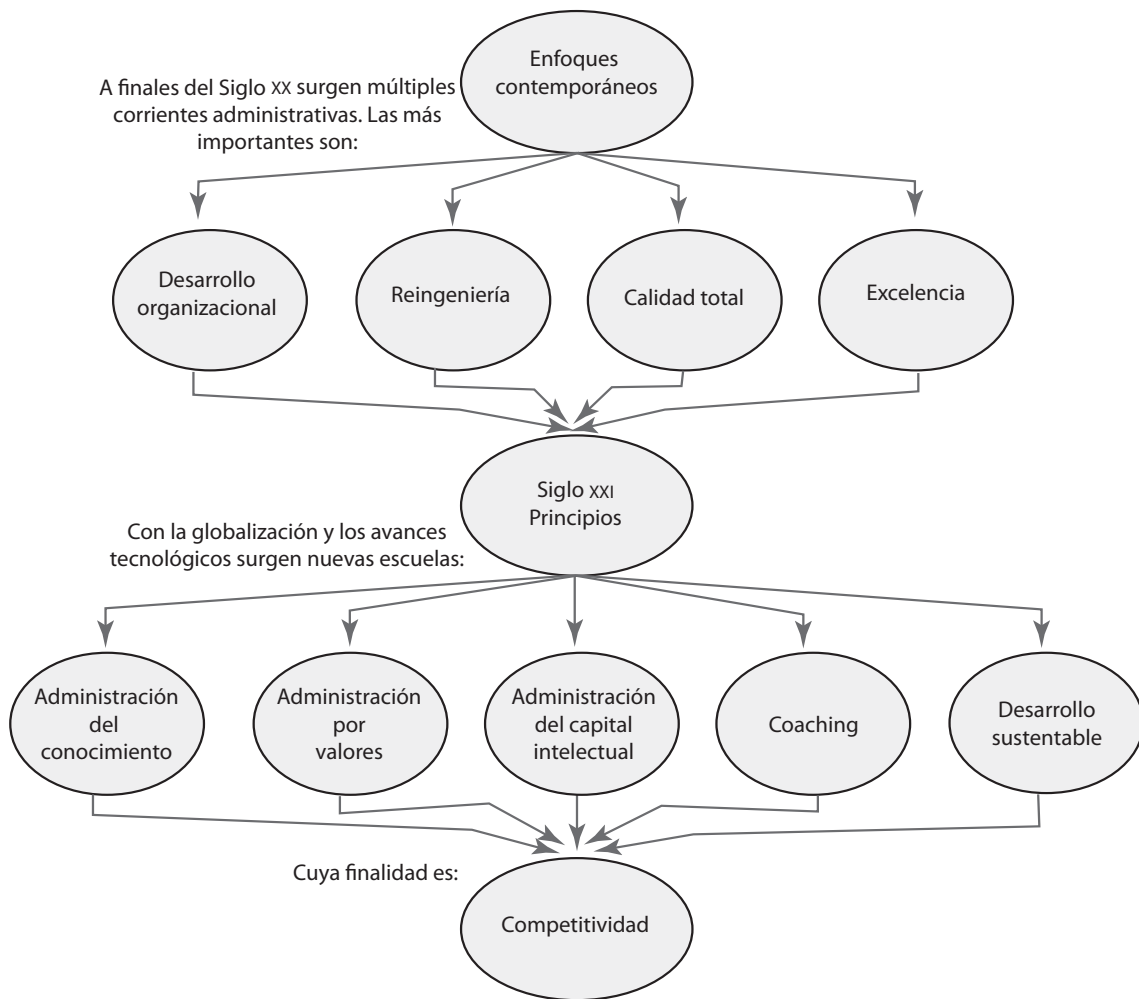 Enfoques
contemporáneos
A finales del Siglo XX surgen múltiples
corrientes administrativas. Las más
importantes son:
Desarrollo
organizacional
Reingeniería
Calidad total
Excelencia
Siglo XXI
Principios
Con la globalización y los avances
tecnológicos surgen nuevas escuelas:
Administración
del
conocimiento
Administración
por
valores
Administración
del capital
intelectual
Coaching
Desarrollo
sustentable
Cuya finalidad es:
Competitividad